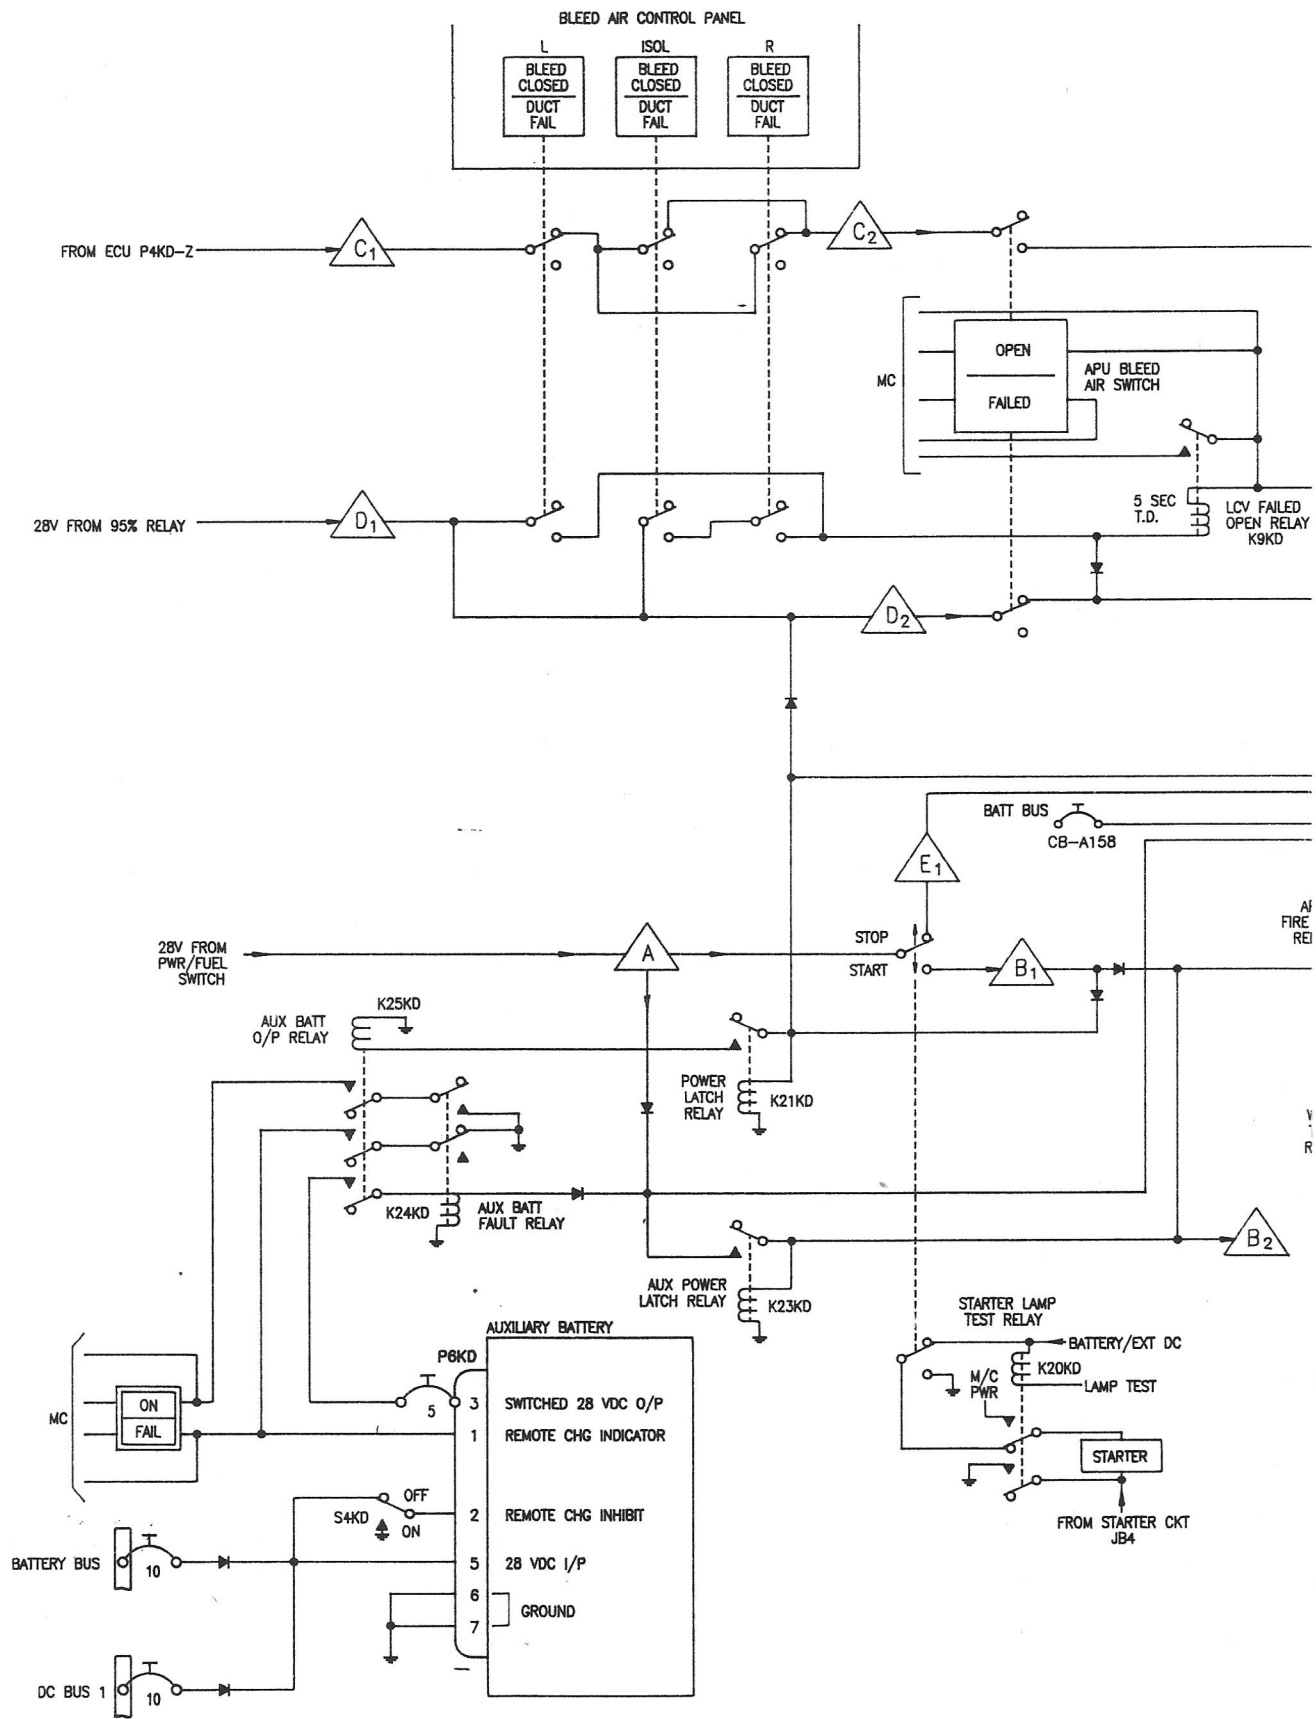 BLEED AIR CONTROL PANEL
L
ISOL
R
BLEED
CLOSED
DUCT
FAIL
BLEED
CLOSED
DUCT
FAIL
BLEED
CLOSED
DUCT
FAIL
FROM ECU P4KD-Z
C1
C2
MC
OPEN
FAILED
APU BLEED
AIR SWITCH
28V FROM 95% RELAY
D1
5 SEC
T.D.
LCV FAILED
OPEN RELAY
K9KD
D2
BATT BUS
CB-A158
E1
28V FROM
PWR/FUEL
SWITCH
A
STOP
START
B1
FIRE
AUX BATT
O/P RELAY
K25KD
POWER
LATCH
RELAY
K21KD
K24KD
AUX BATT
FAULT RELAY
B2
AUX POWER
LATCH RELAY
K23KD
STARTER LAMP
TEST RELAY
BATTERY/EXT DC
K20KD
M/C
PWR
LAMP TEST
STARTER
FROM STARTER CKT
JB4
AUXILIARY BATTERY
P6KD
MC
ON
FAIL
5
3 SWITCHED 28 VDC O/P
1 REMOTE CHG INDICATOR
S4KD
OFF
ON
2 REMOTE CHG INHIBIT
BATTERY BUS
10
5 28 VDC I/P
6
7
GROUND
DC BUS 1
10